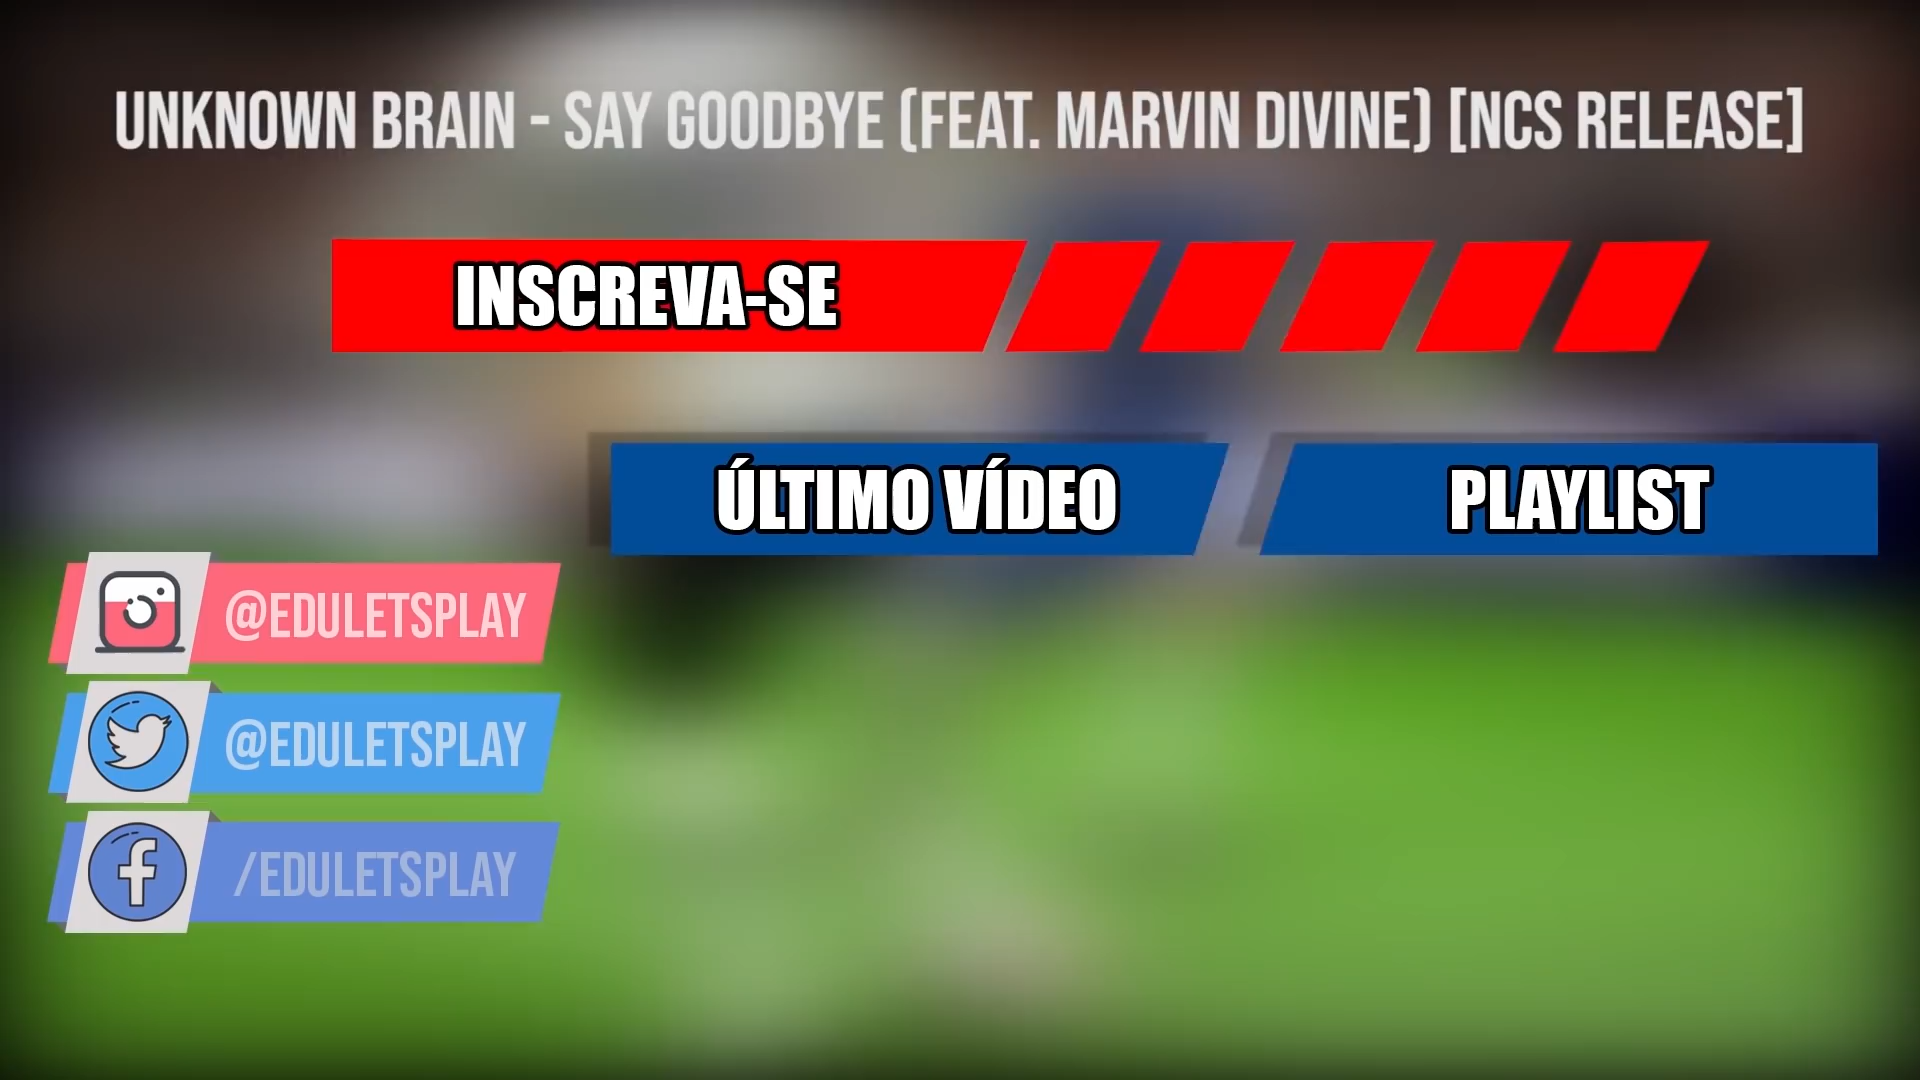 UNKNOWN BRAIN - SAY GOODBYE (FEAT. MARVIN DIVINE) [NCS RELEASE]
INSCREVA-SE
ÚLTIMO VÍDEO
PLAYLIST
@EDULETSPLAY
@EDULETSPLAY
/EDULETSPLAY